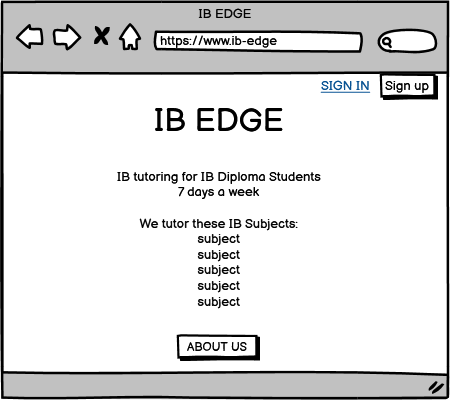 IB EDGE
https://www.ib-edge
SIGN IN
Sign up
IB EDGE
IB tutoring for IB Diploma Students
7 days a week
We tutor these IB Subjects:
subject
subject
subject
subject
subject
ABOUT US